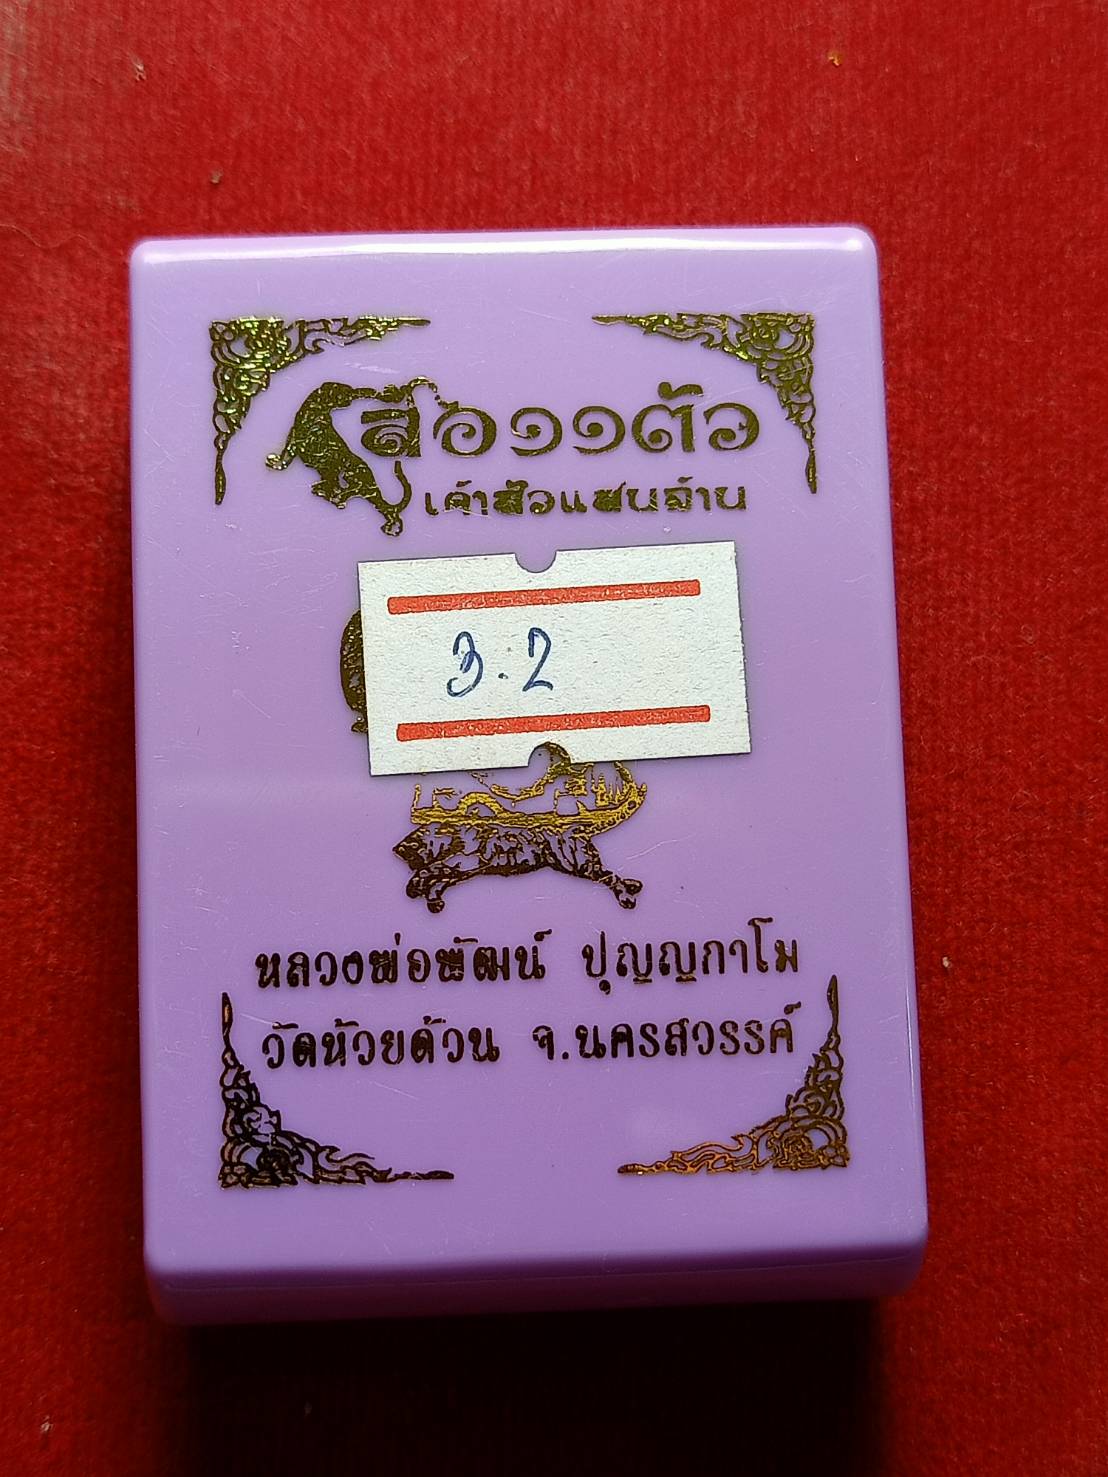 เสือ๑๑ตัว
เจ้าสัวแสนล้าน
3.2
หลวงพ่อพัฒน์ ปุญญกาโม
วัดห้วยด้วน จ.นครสวรรค์